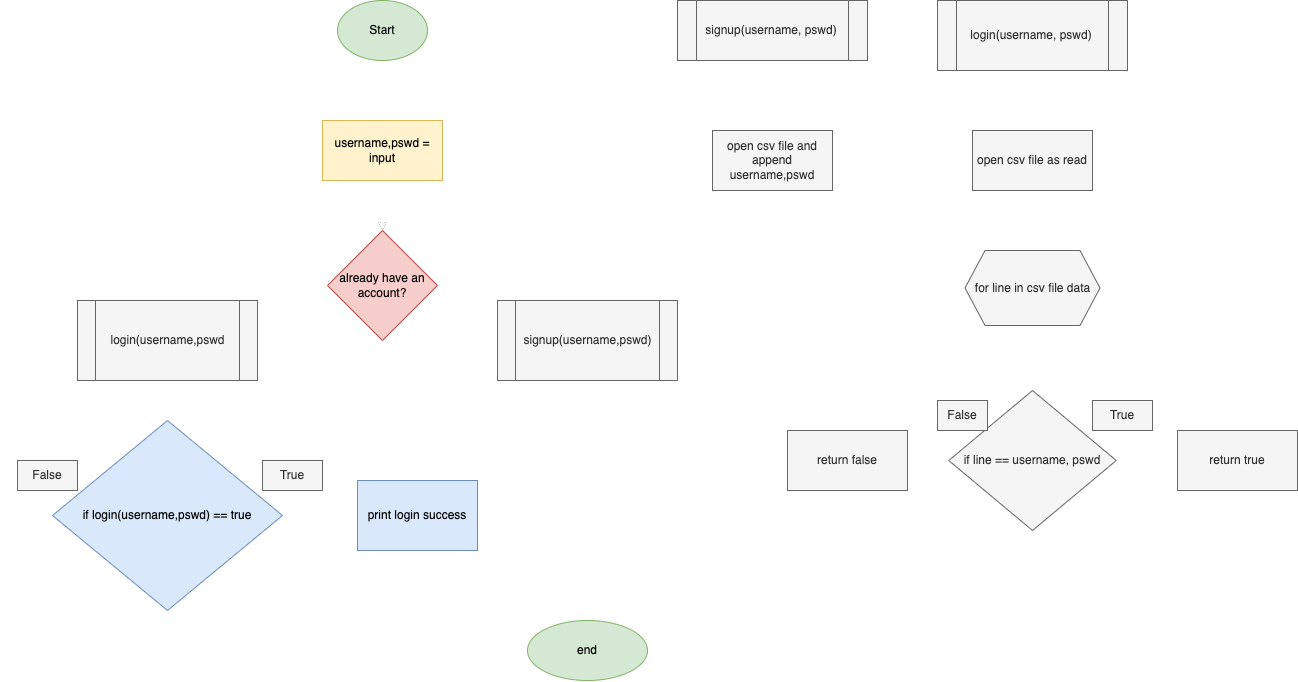 Start
signup(username, pswd)
login(username, pswd)
username,pswd =
input
open csv file and
append
username,pswd
open csv file as read
already have an
account?
for line in csv file data
login(username,pswd
signup(username,pswd)
False
True
if login(username,pswd) == true
print login success
False
True
return false
if line == username, pswd
return true
end